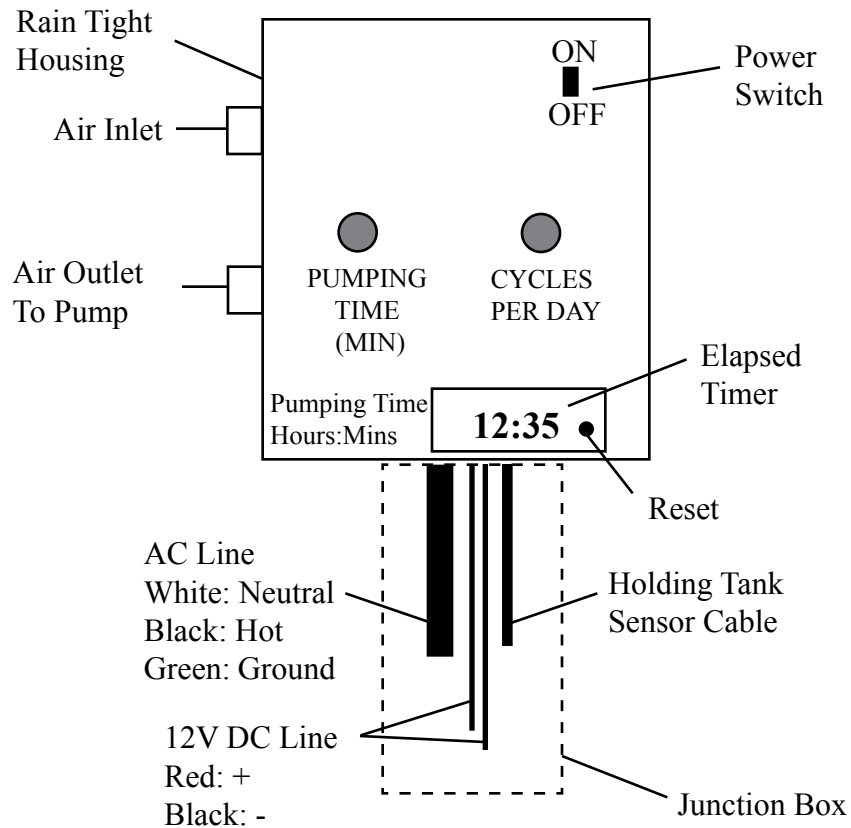 Rain Tight
Housing
ON
OFF
Power
Switch
Air Inlet
Air Outlet
To Pump
PUMPING
TIME
(MIN)
CYCLES
PER DAY
Elapsed
Timer
Pumping Time
Hours:Mins
12:35
Reset
AC Line
White: Neutral
Black: Hot
Green: Ground
Holding Tank
Sensor Cable
12V DC Line
Red: +
Black: -
Junction Box